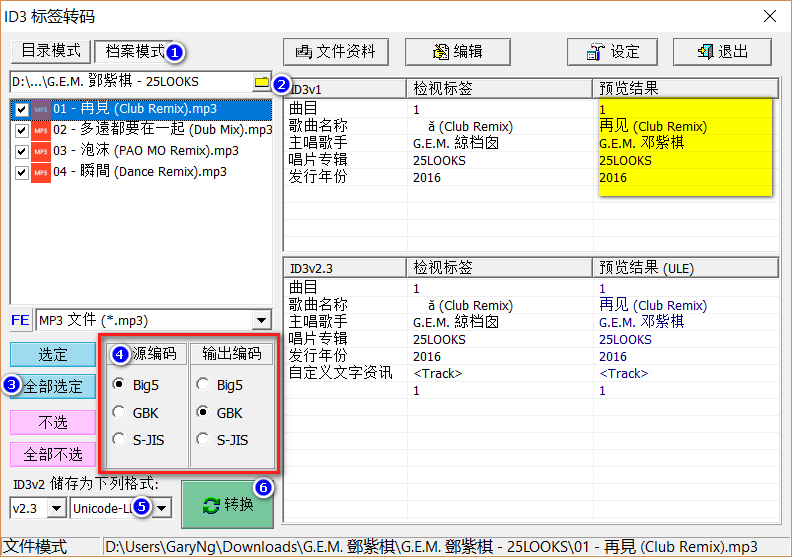 ID3 标签转码
目录模式 档案模式 1 文件资料 编辑 设定 退出
D:\...\G.E.M. 鄧紫棋 - 25LOOKS 2
01 - 再見 (Club Remix).mp3
02 - 多遠都要在一起 (Dub Mix).mp3
03 - 泡沫 (PAO MO Remix).mp3
04 - 瞬間 (Dance Remix).mp3
ID3v1 检视标签 预览结果
曲目 1 1
歌曲名称 ă (Club Remix) 再见 (Club Remix)
主唱歌手 G.E.M. 綜档囪 G.E.M. 邓紫棋
唱片专辑 25LOOKS 25LOOKS
发行年份 2016 2016
ID3v2.3 检视标签 预览结果 (ULE)
曲目 1 1
歌曲名称 ă (Club Remix) 再见 (Club Remix)
主唱歌手 G.E.M. 綜档囪 G.E.M. 邓紫棋
唱片专辑 25LOOKS 25LOOKS
发行年份 2016 2016
自定义文字资讯 <Track> <Track>
1 1
FE MP3 文件 (*.mp3)
选定
3 全部选定
不选
全部不选
4 源编码 输出编码
Big5 Big5
GBK GBK
S-JIS S-JIS
ID3v2 储存为下列格式:
v2.3 Unicode-L 5 转换 6
文件模式 D:\Users\GaryNg\Downloads\G.E.M. 鄧紫棋\G.E.M. 鄧紫棋 - 25LOOKS\01 - 再見 (Club Remix).mp3